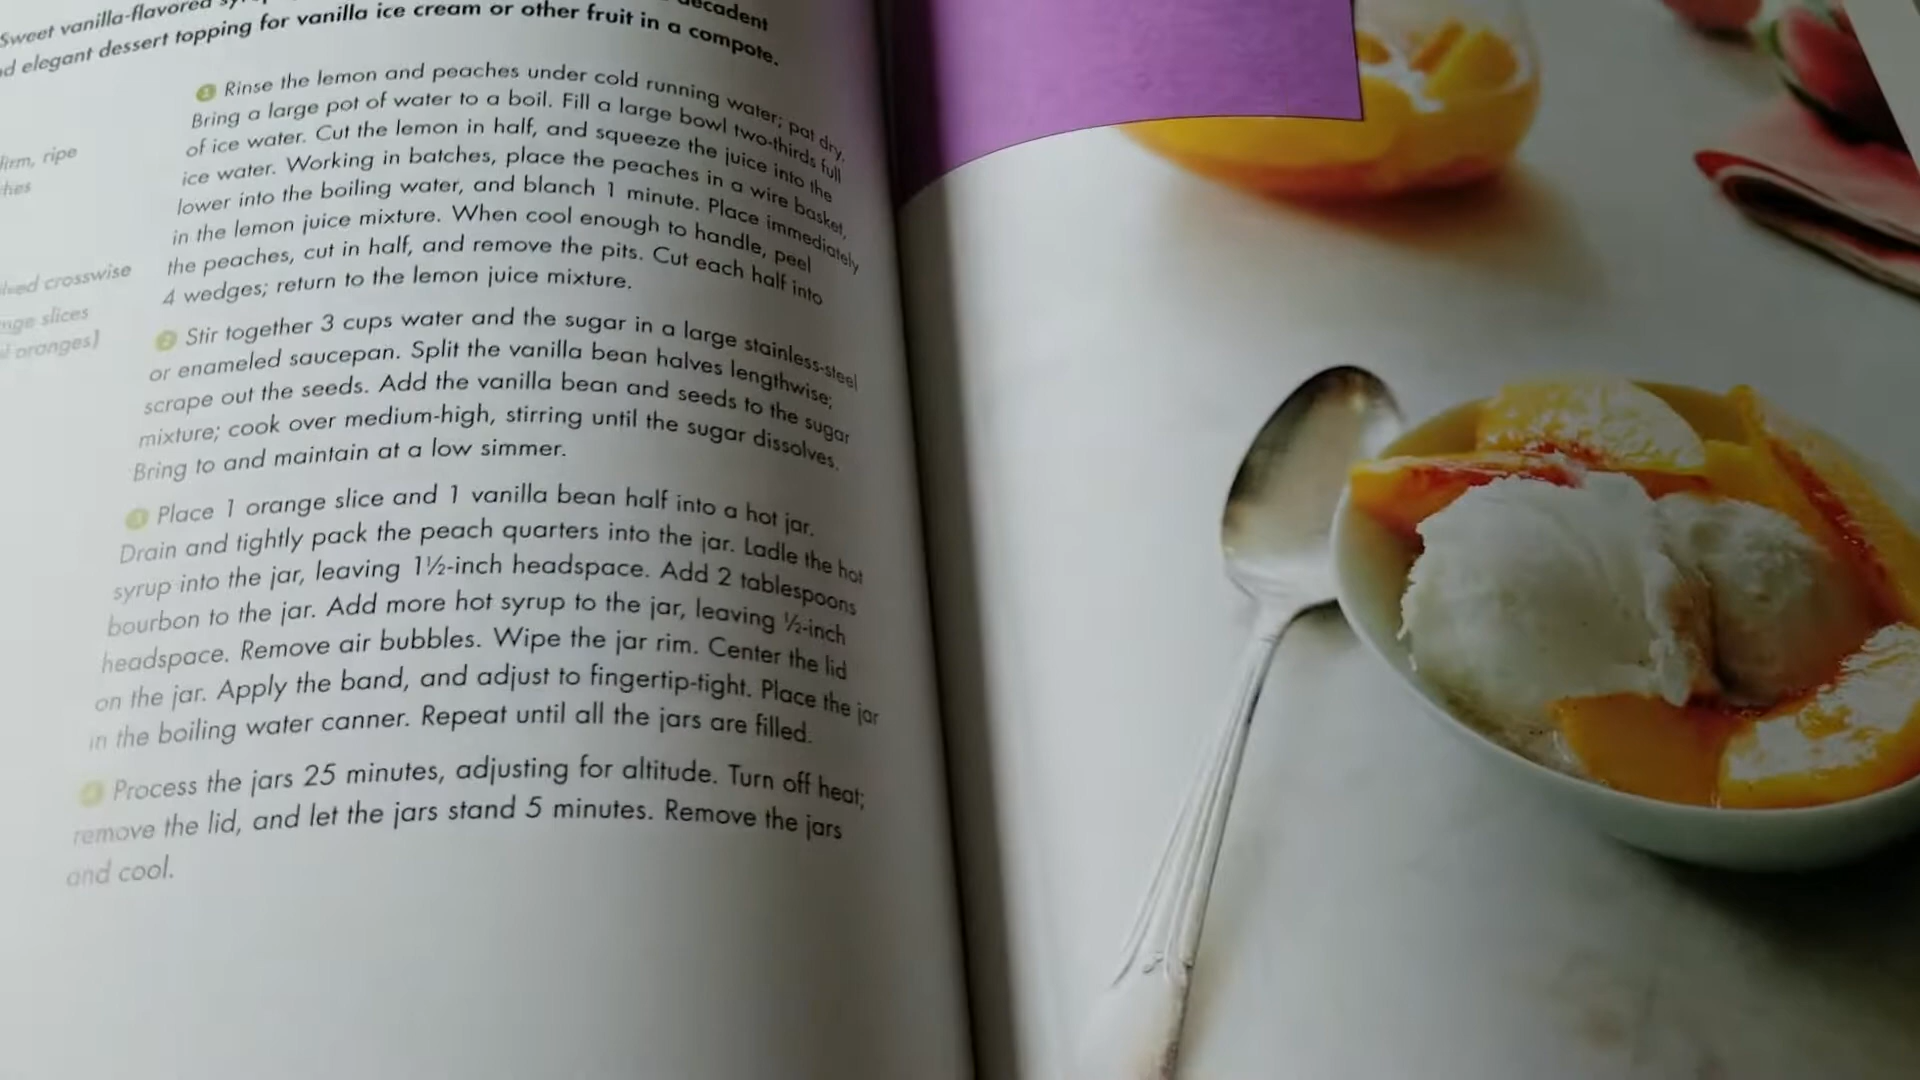 Sweet vanilla-flavored
decadent
elegant dessert topping for vanilla ice cream or other fruit in a compote.
firm, ripe
crosswise
slices
oranges)
1 Rinse the lemon and peaches under cold running water; pat dry.
Bring a large pot of water to a boil. Fill a large bowl two-thirds full
of ice water. Cut the lemon in half, and squeeze the juice into the
ice water. Working in batches, place the peaches in a wire basket,
lower into the boiling water, and blanch 1 minute. Place immediately
in the lemon juice mixture. When cool enough to handle, peel
the peaches, cut in half, and remove the pits. Cut each half into
4 wedges; return to the lemon juice mixture.
2 Stir together 3 cups water and the sugar in a large stainless-steel
or enameled saucepan. Split the vanilla bean halves lengthwise;
scrape out the seeds. Add the vanilla bean and seeds to the sugar
mixture; cook over medium-high, stirring until the sugar dissolves.
Bring to and maintain at a low simmer.
3 Place 1 orange slice and 1 vanilla bean half into a hot jar.
Drain and tightly pack the peach quarters into the jar. Ladle the hot
syrup into the jar, leaving 1½-inch headspace. Add 2 tablespoons
bourbon to the jar. Add more hot syrup to the jar, leaving ½-inch
headspace. Remove air bubbles. Wipe the jar rim. Center the lid
on the jar. Apply the band, and adjust to fingertip-tight. Place the jar
in the boiling water canner. Repeat until all the jars are filled.
4 Process the jars 25 minutes, adjusting for altitude. Turn off heat;
remove the lid, and let the jars stand 5 minutes. Remove the jars
and cool.